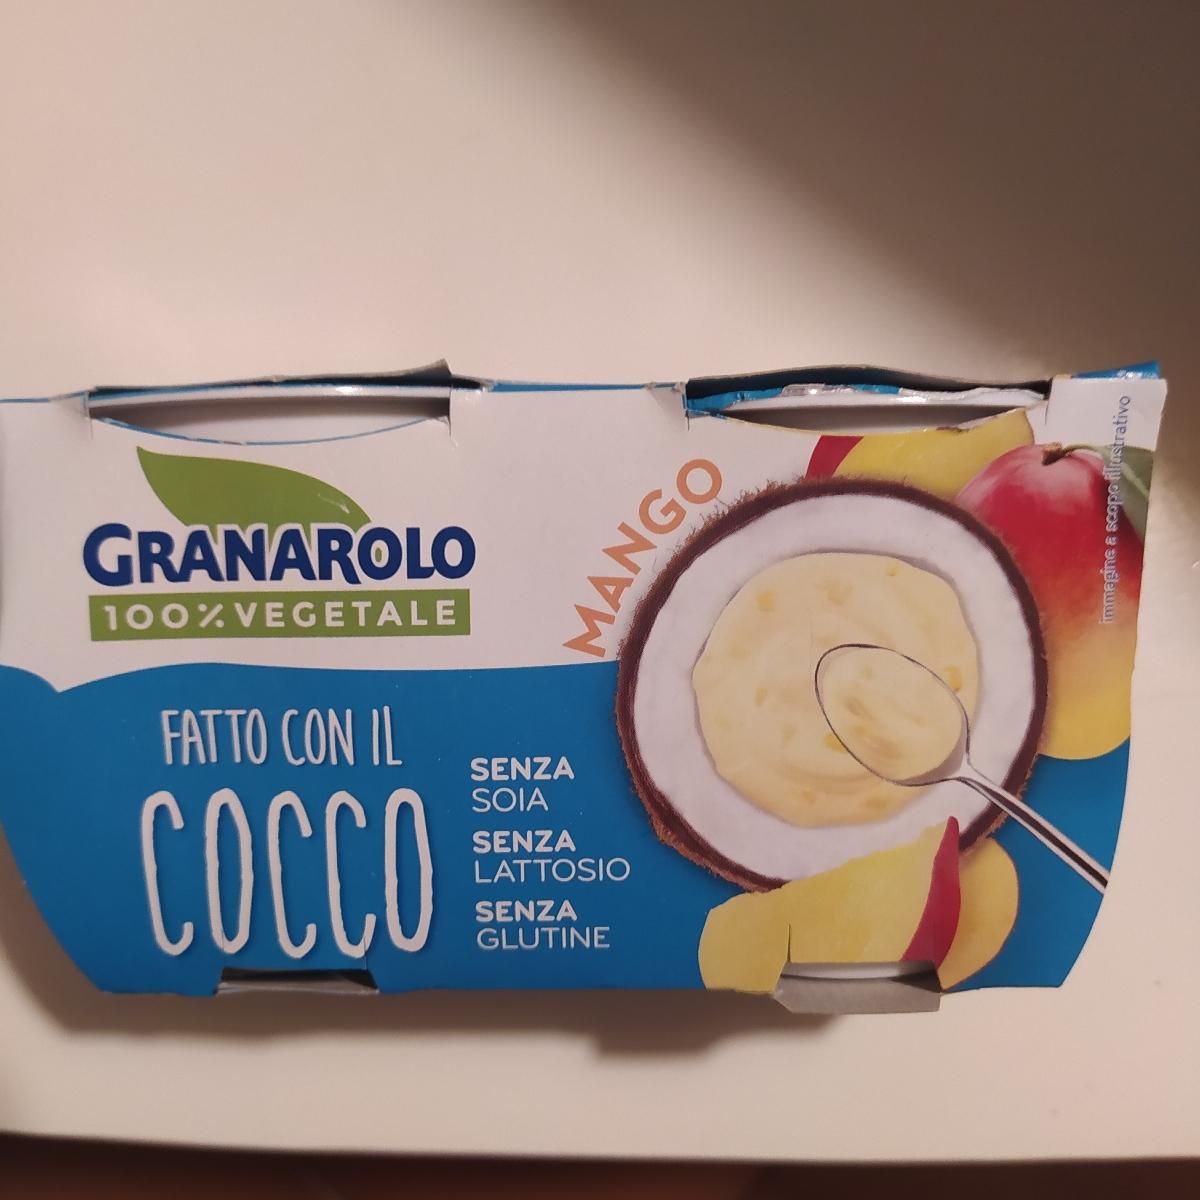 GRANAROLO
100% VEGETALE
MANGO
FATTO CON IL
COCCO
SENZA
SOIA
SENZA
LATTOSIO
SENZA
GLUTINE
immagine a scopo illustrativo